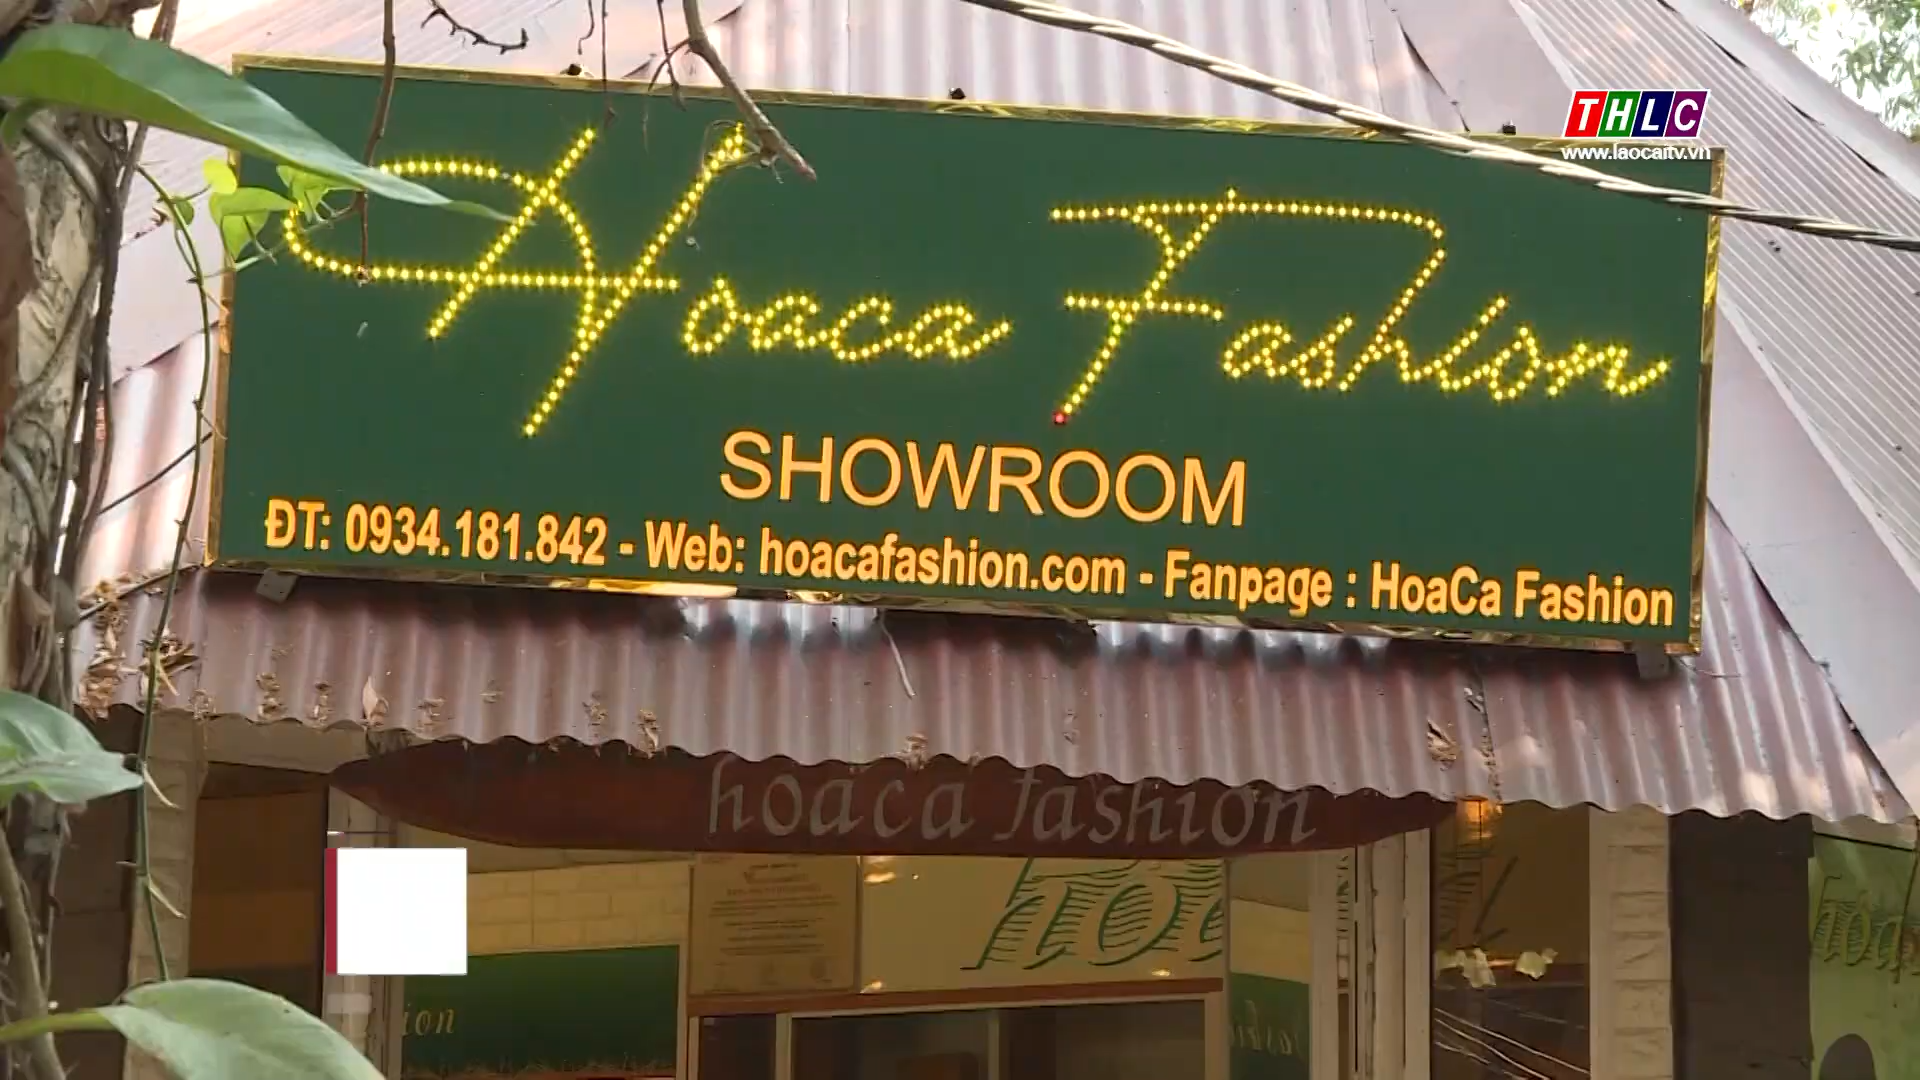 THLC
www.laocaitv.vn
Hoaca Fashion
SHOWROOM
ĐT: 0934.181.842 - Web: hoacafashion.com - Fanpage : HoaCa Fashion
hoaca fashion